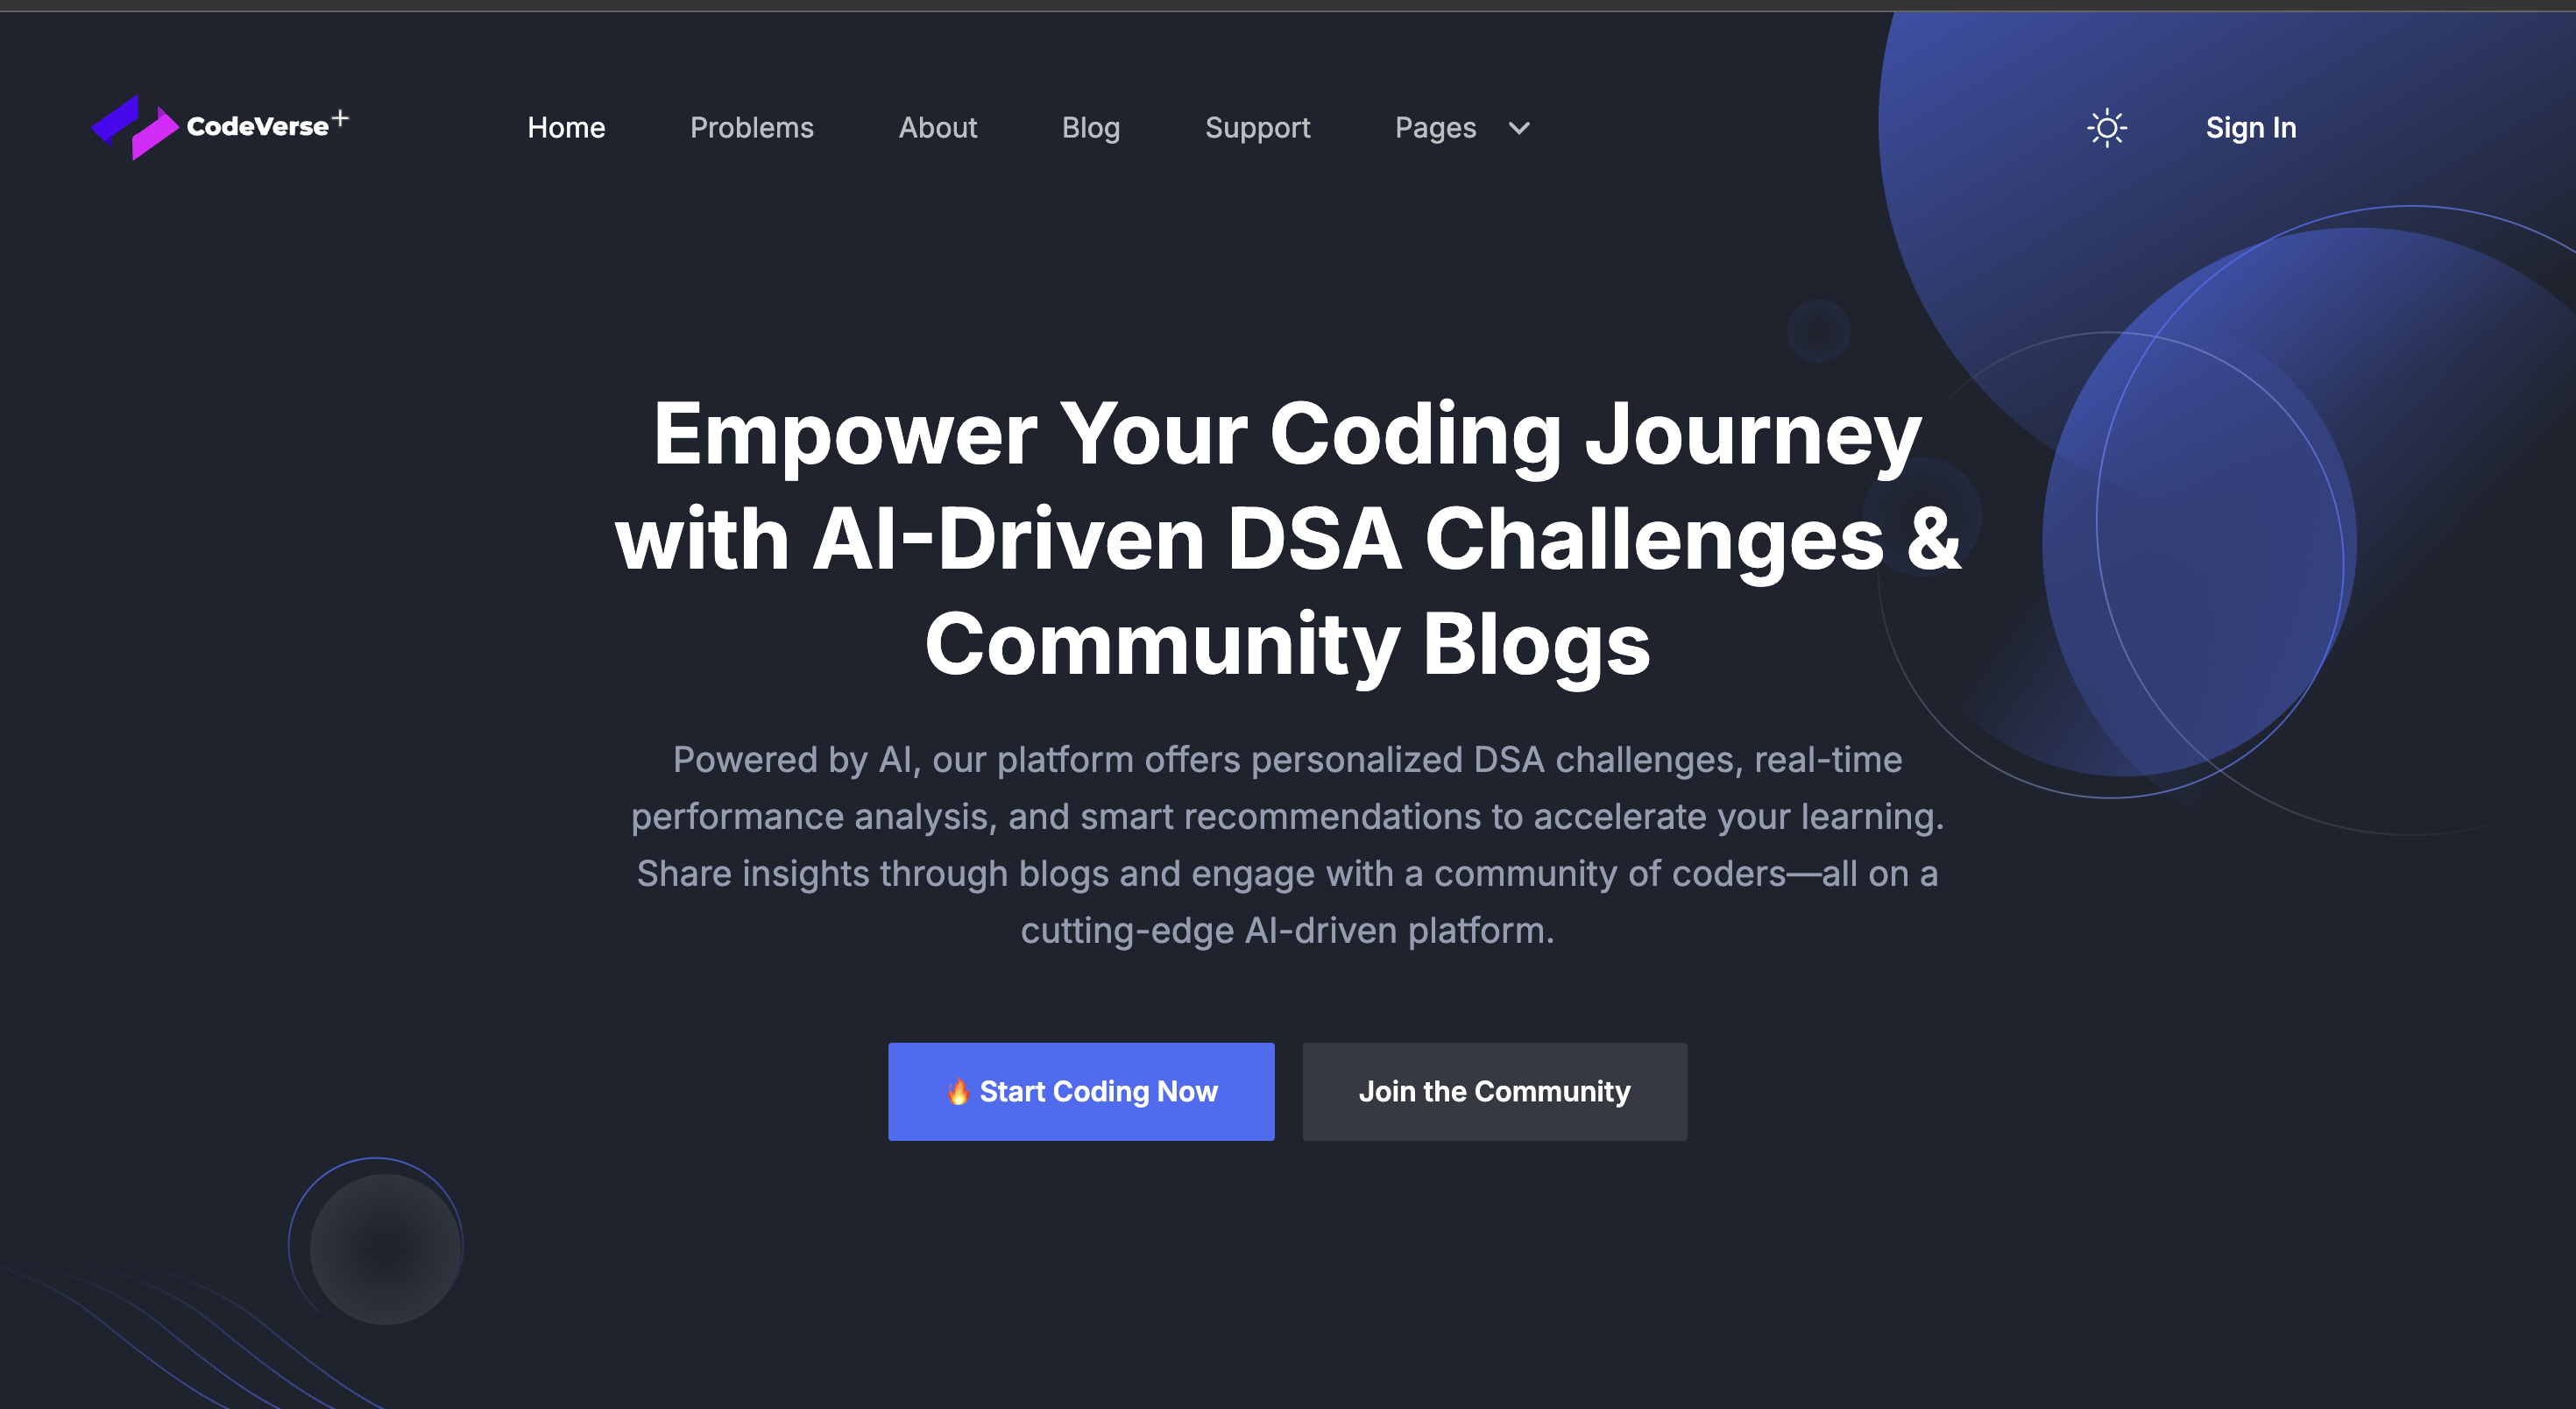 CodeVerse+
Home Problems About Blog Support Pages Sign In
Empower Your Coding Journey
with AI-Driven DSA Challenges &
Community Blogs
Powered by AI, our platform offers personalized DSA challenges, real-time
performance analysis, and smart recommendations to accelerate your learning.
Share insights through blogs and engage with a community of coders—all on a
cutting-edge AI-driven platform.
🔥 Start Coding Now Join the Community